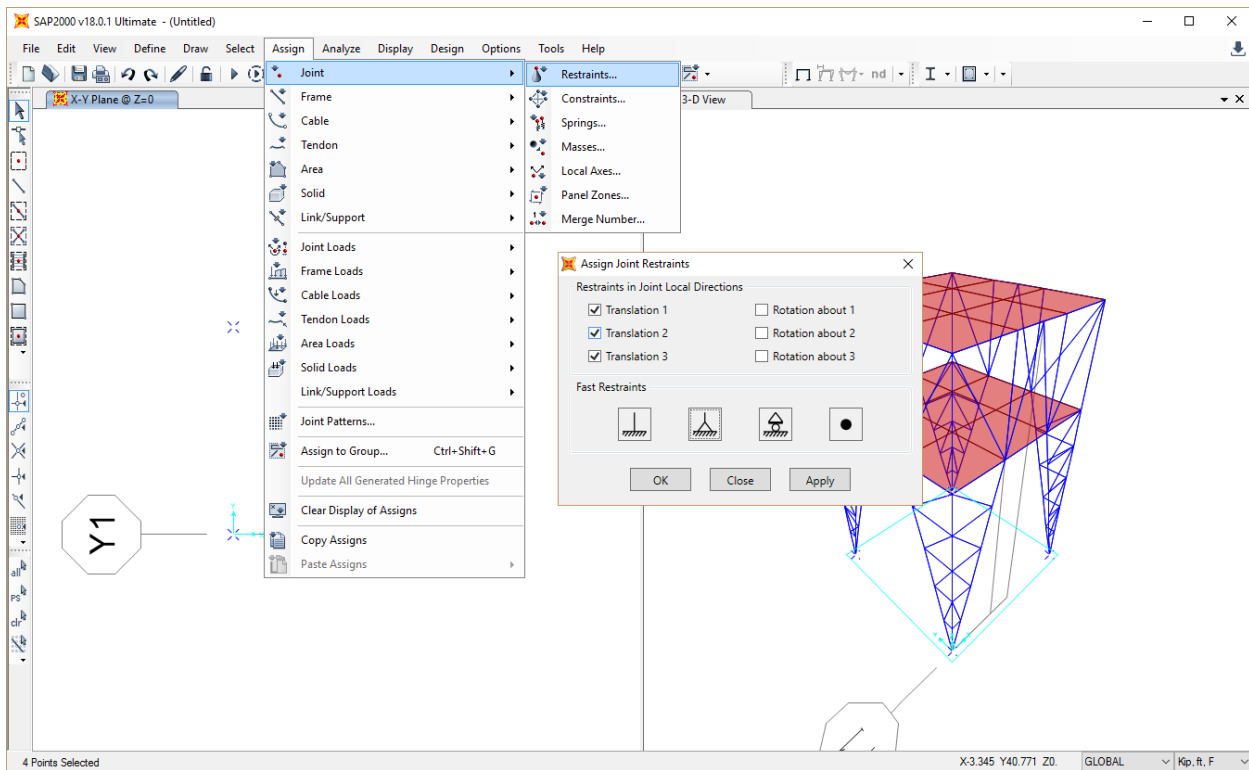 SAP2000 v18.0.1 Ultimate - (Untitled)
File Edit View Define Draw Select Assign Analyze Display Design Options Tools Help
nd
X-Y Plane @ Z=0
3-D View
Joint
Frame
Cable
Tendon
Area
Solid
Link/Support
Joint Loads
Frame Loads
Cable Loads
Tendon Loads
Area Loads
Solid Loads
Link/Support Loads
Joint Patterns...
Assign to Group... Ctrl+Shift+G
Update All Generated Hinge Properties
Clear Display of Assigns
Copy Assigns
Paste Assigns
Restraints...
Constraints...
Springs...
Masses...
Local Axes...
Panel Zones...
Merge Number...
Assign Joint Restraints
Restraints in Joint Local Directions
Translation 1 Rotation about 1
Translation 2 Rotation about 2
Translation 3 Rotation about 3
Fast Restraints
OK Close Apply
all
PS
clr
Y1
Y
4 Points Selected
X-3.345 Y40.771 Z0. GLOBAL Kip, ft, F